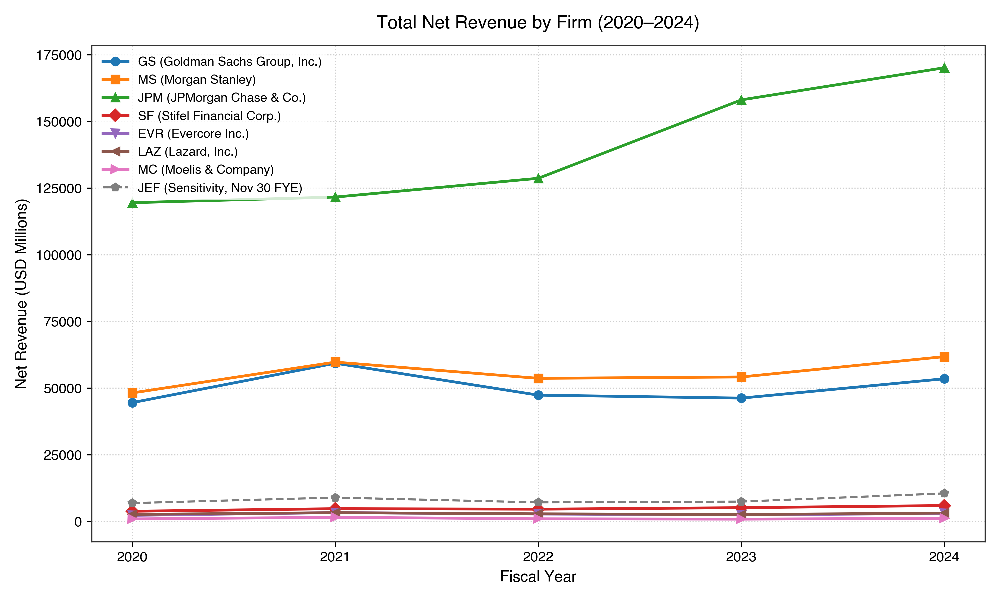 Total Net Revenue by Firm (2020–2024)
175000
150000
125000
100000
75000
50000
25000
0
Net Revenue (USD Millions)
GS (Goldman Sachs Group, Inc.)
MS (Morgan Stanley)
JPM (JPMorgan Chase & Co.)
SF (Stifel Financial Corp.)
EVR (Evercore Inc.)
LAZ (Lazard, Inc.)
MC (Moelis & Company)
JEF (Sensitivity, Nov 30 FYE)
2020 2021 2022 2023 2024
Fiscal Year